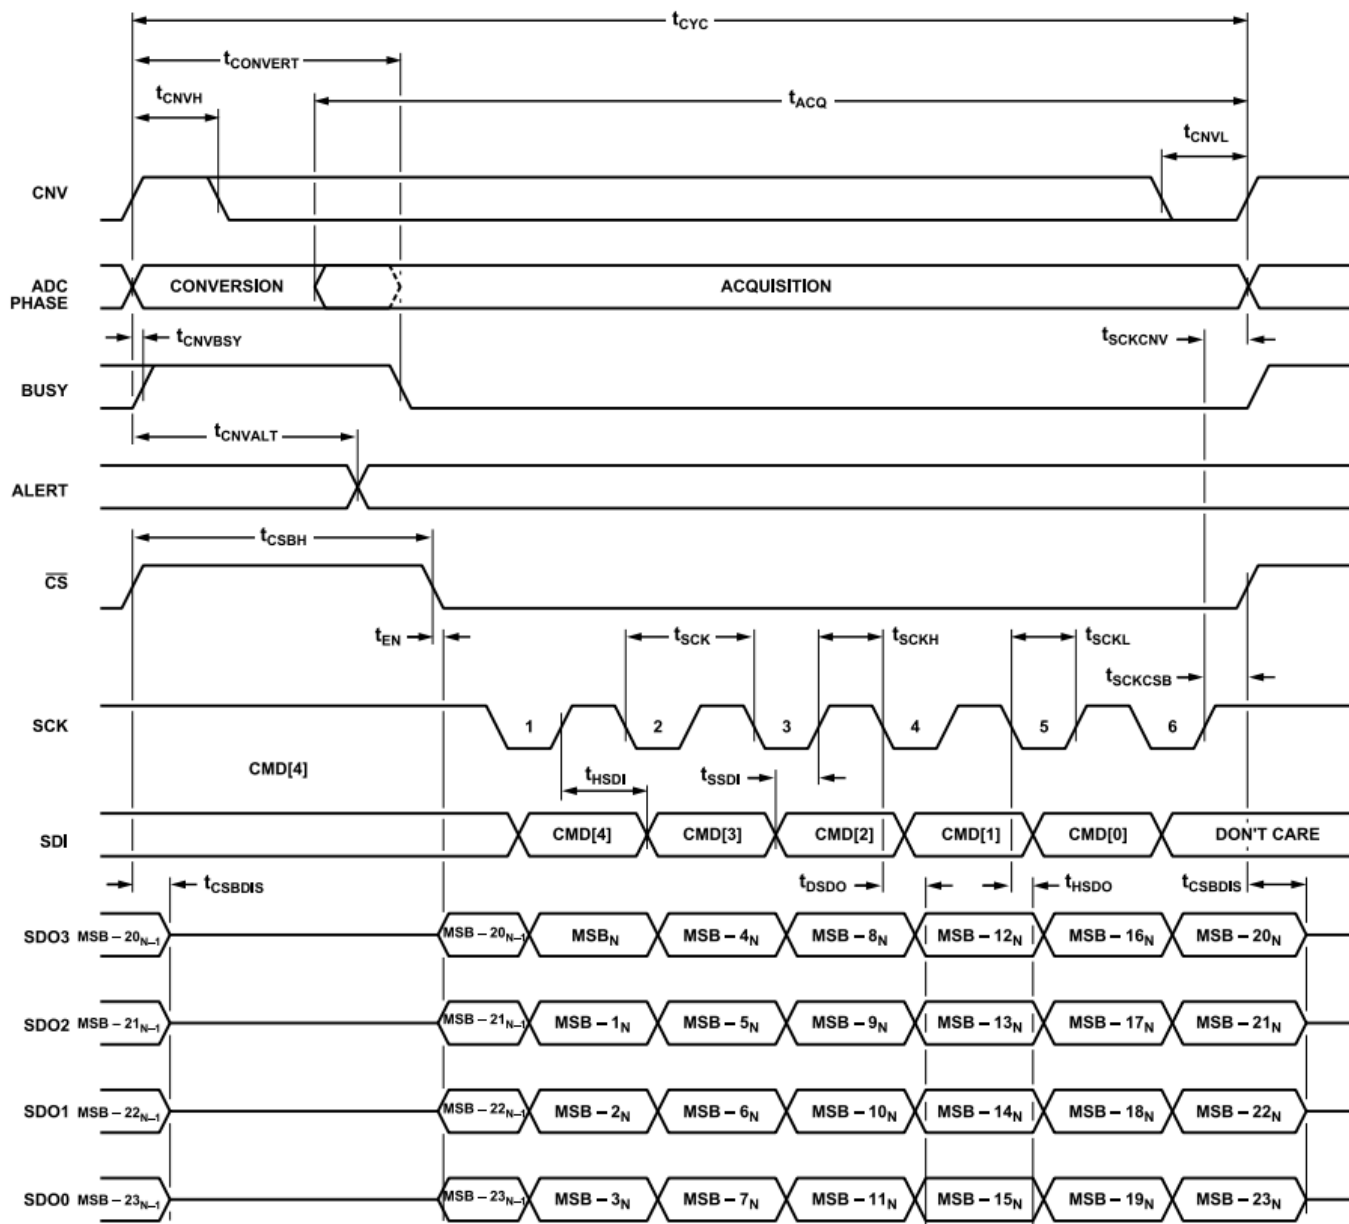 tCYC
tCONVERT
tCNVH
tACQ
tCNVL
CNV
ADC PHASE CONVERSION ACQUISITION
tCNVBSY tSCKCNV
BUSY
tCNVALT
ALERT
tCSBH
CS
tEN tSCK tSCKH tSCKL
tSCKCSB
SCK 1 2 3 4 5 6
CMD[4]
tHSDI tSSDI
SDI CMD[4] CMD[3] CMD[2] CMD[1] CMD[0] DON'T CARE
tCSBDIS tDSDO tHSDO tCSBDIS
SDO3 MSB – 20N–1 MSB – 20N–1 MSBN MSB – 4N MSB – 8N MSB – 12N MSB – 16N MSB – 20N
SDO2 MSB – 21N–1 MSB – 21N–1 MSB – 1N MSB – 5N MSB – 9N MSB – 13N MSB – 17N MSB – 21N
SDO1 MSB – 22N–1 MSB – 22N–1 MSB – 2N MSB – 6N MSB – 10N MSB – 14N MSB – 18N MSB – 22N
SDO0 MSB – 23N–1 MSB – 23N–1 MSB – 3N MSB – 7N MSB – 11N MSB – 15N MSB – 19N MSB – 23N